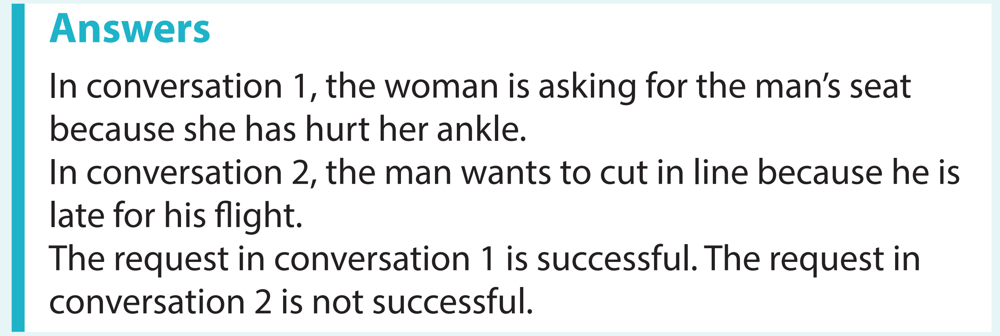 Answers
In conversation 1, the woman is asking for the man’s seat
because she has hurt her ankle.
In conversation 2, the man wants to cut in line because he is
late for his flight.
The request in conversation 1 is successful. The request in
conversation 2 is not successful.